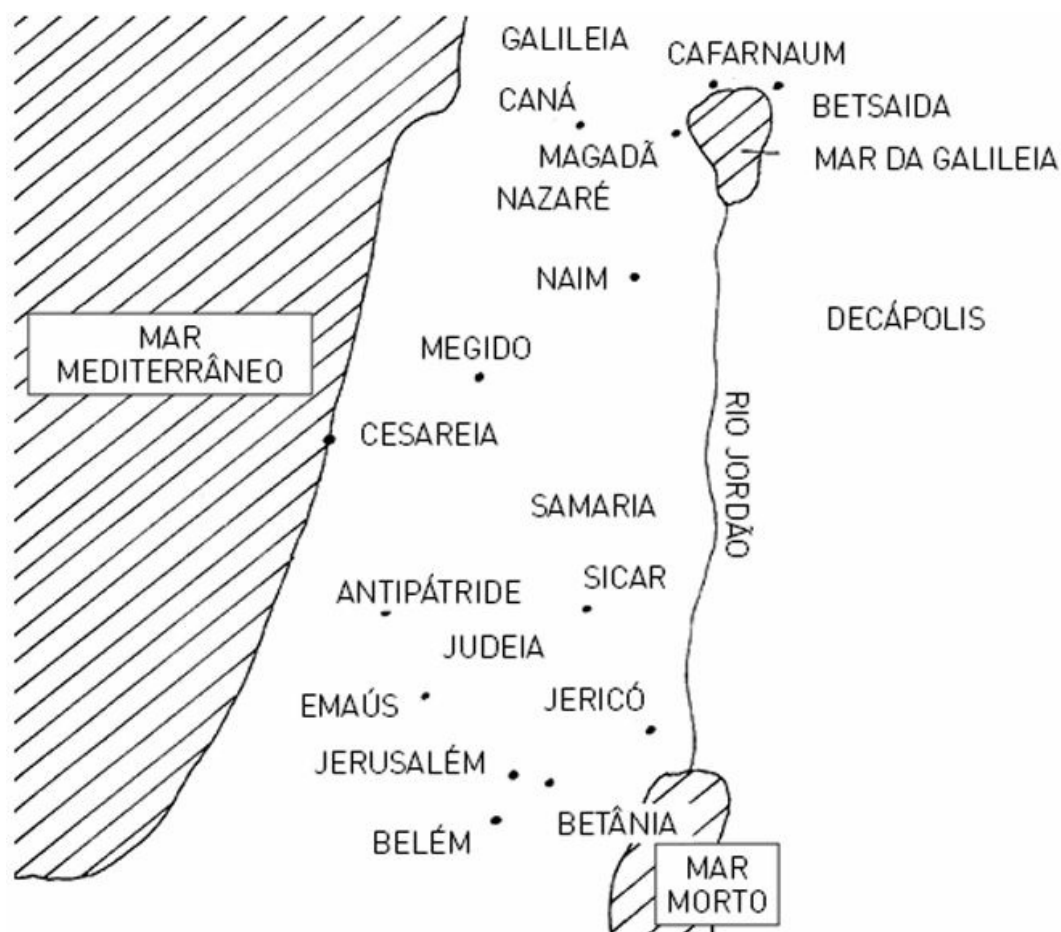 GALILEIA
CAFARNAUM
CANÁ
BETSAIDA
MAGADÃ
MAR DA GALILEIA
NAZARÉ
NAIM
DECÁPOLIS
MAR
MEDITERRÂNEO
MEGIDO
RIO JORDÃO
CESAREIA
SAMARIA
SICAR
ANTIPÁTRIDE
JUDEIA
EMAÚS
JERICÓ
JERUSALÉM
BETÂNIA
BELÉM
MAR
MORTO